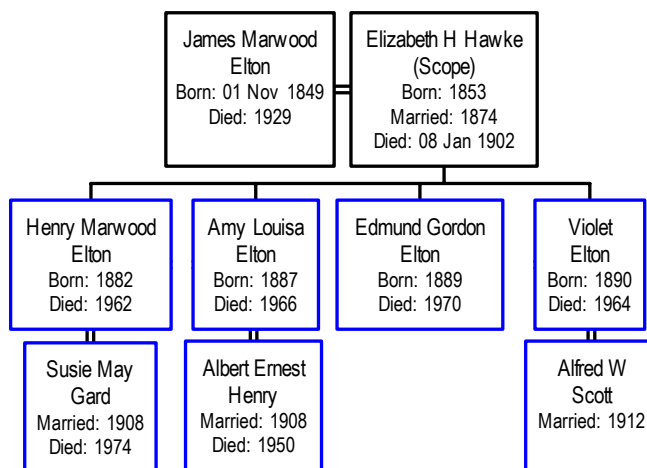 James Marwood
Elton
Born: 01 Nov 1849
Died: 1929
Elizabeth H Hawke
(Scope)
Born: 1853
Married: 1874
Died: 08 Jan 1902
Henry Marwood
Elton
Born: 1882
Died: 1962
Amy Louisa
Elton
Born: 1887
Died: 1966
Edmund Gordon
Elton
Born: 1889
Died: 1970
Violet
Elton
Born: 1890
Died: 1964
Susie May
Gard
Married: 1908
Died: 1974
Albert Ernest
Henry
Married: 1908
Died: 1950
Alfred W
Scott
Married: 1912